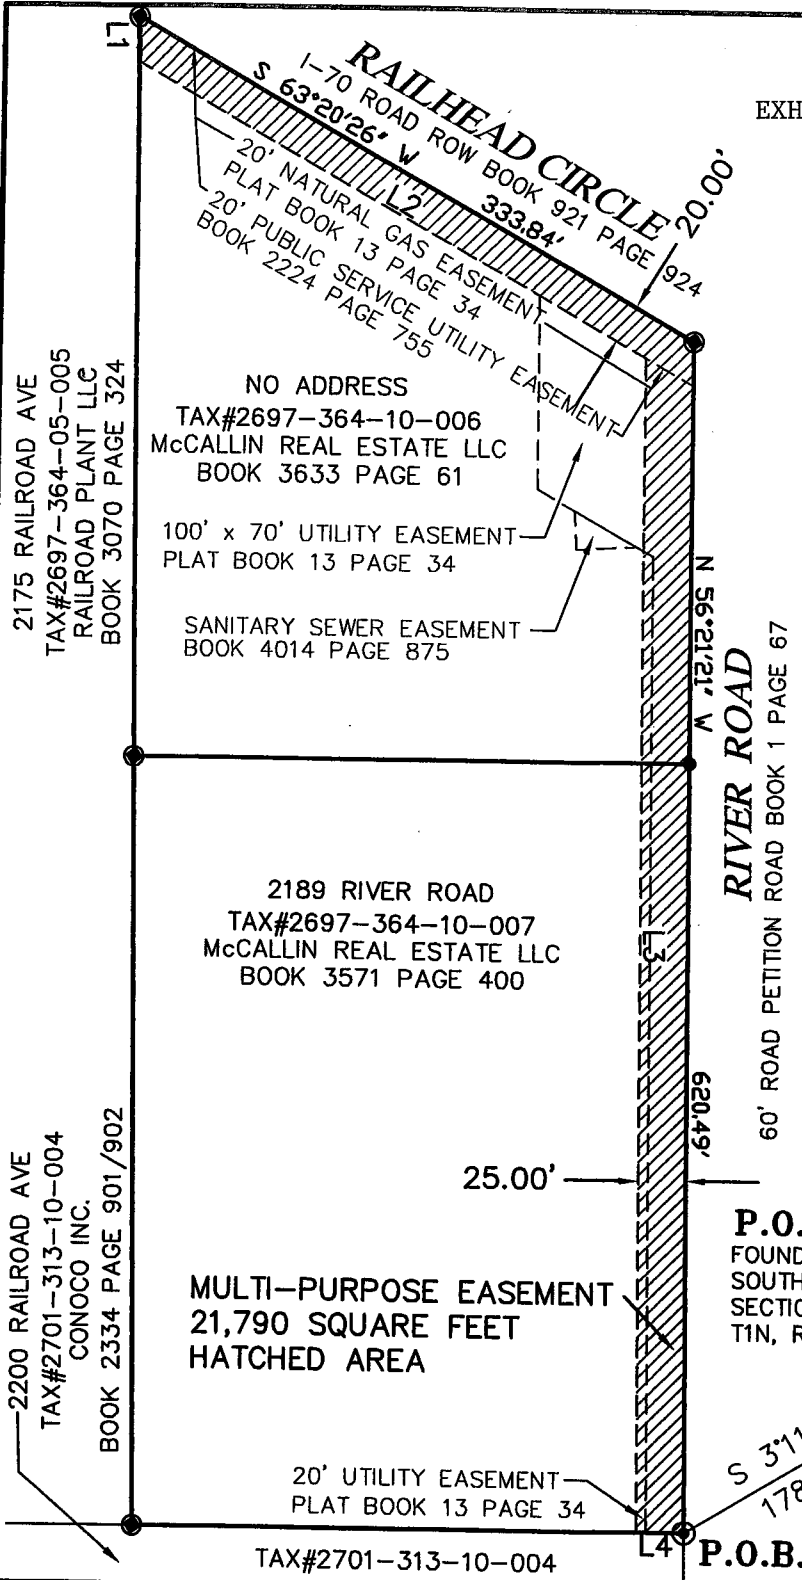 L1
RAILHEAD CIRCLE
I-70 ROAD ROW BOOK 921 PAGE 924
S 63°20'26" W
333.84'
EXH
20.00'
L2
20' NATURAL GAS EASEMENT
PLAT BOOK 13 PAGE 34
20' PUBLIC SERVICE UTILITY EASEMENT
BOOK 2224 PAGE 755
2175 RAILROAD AVE
TAX#2697-364-05-005
RAILROAD PLANT LLC
BOOK 3070 PAGE 324
NO ADDRESS
TAX#2697-364-10-006
McCALLIN REAL ESTATE LLC
BOOK 3633 PAGE 61
100' x 70' UTILITY EASEMENT
PLAT BOOK 13 PAGE 34
SANITARY SEWER EASEMENT
BOOK 4014 PAGE 875
N 56°21'21" W
620.49'
RIVER ROAD
60' ROAD PETITION ROAD BOOK 1 PAGE 67
2189 RIVER ROAD
TAX#2697-364-10-007
McCALLIN REAL ESTATE LLC
BOOK 3571 PAGE 400
L3
25.00'
2200 RAILROAD AVE
TAX#2701-313-10-004
CONOCO INC.
BOOK 2334 PAGE 901/902
MULTI-PURPOSE EASEMENT
21,790 SQUARE FEET
HATCHED AREA
P.O.
FOUND
SOUTH
SECTIO
T1N, R
S 3°11
178
20' UTILITY EASEMENT
PLAT BOOK 13 PAGE 34
L4
P.O.B.
TAX#2701-313-10-004